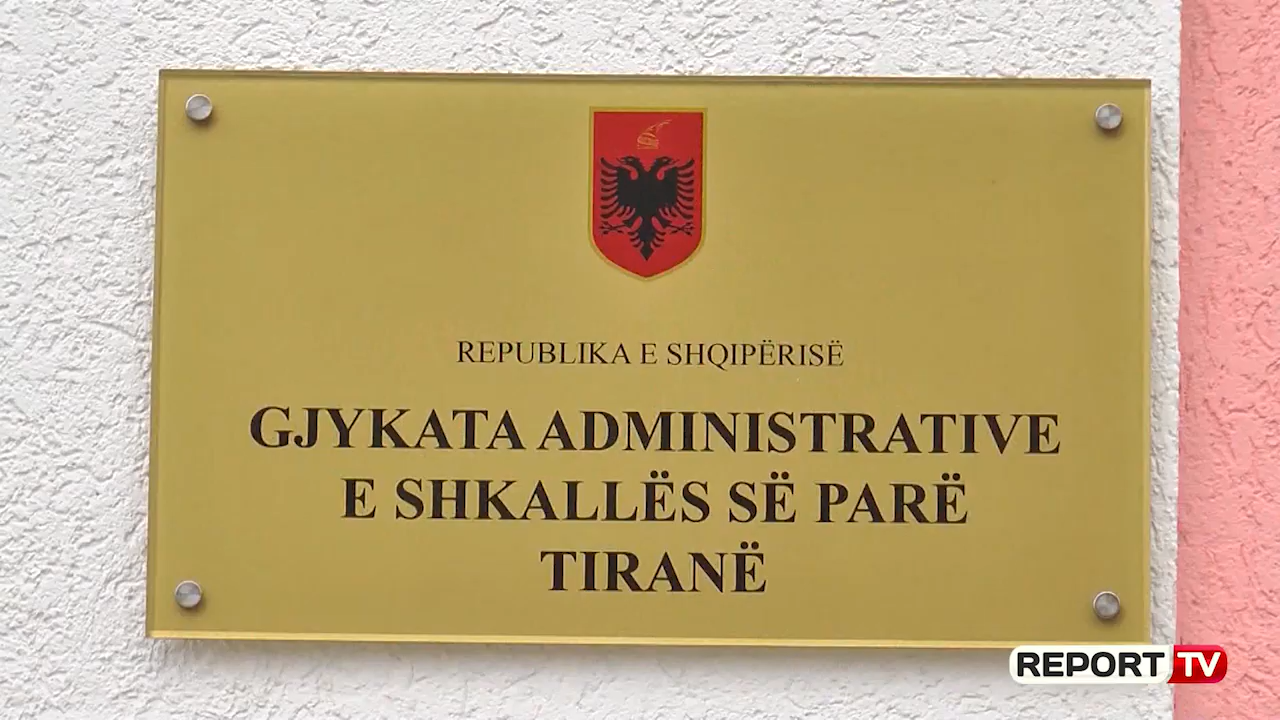 REPUBLIKA E SHQIPËRISË
GJYKATA ADMINISTRATIVE
E SHKALLËS SË PARË
TIRANË
REPORT TV